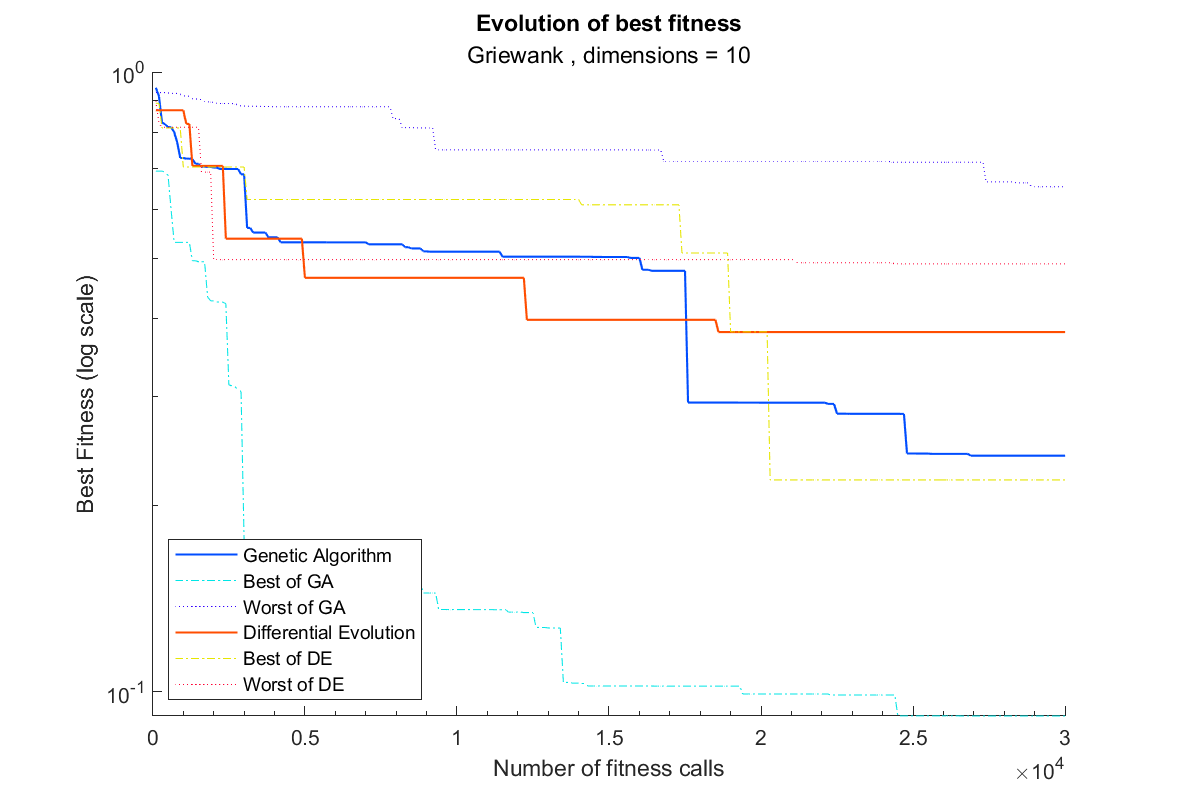 Evolution of best fitness
Griewank , dimensions = 10
10^0
10^-1
Best Fitness (log scale)
Genetic Algorithm
Best of GA
Worst of GA
Differential Evolution
Best of DE
Worst of DE
0 0.5 1 1.5 2 2.5 3
×10^4
Number of fitness calls